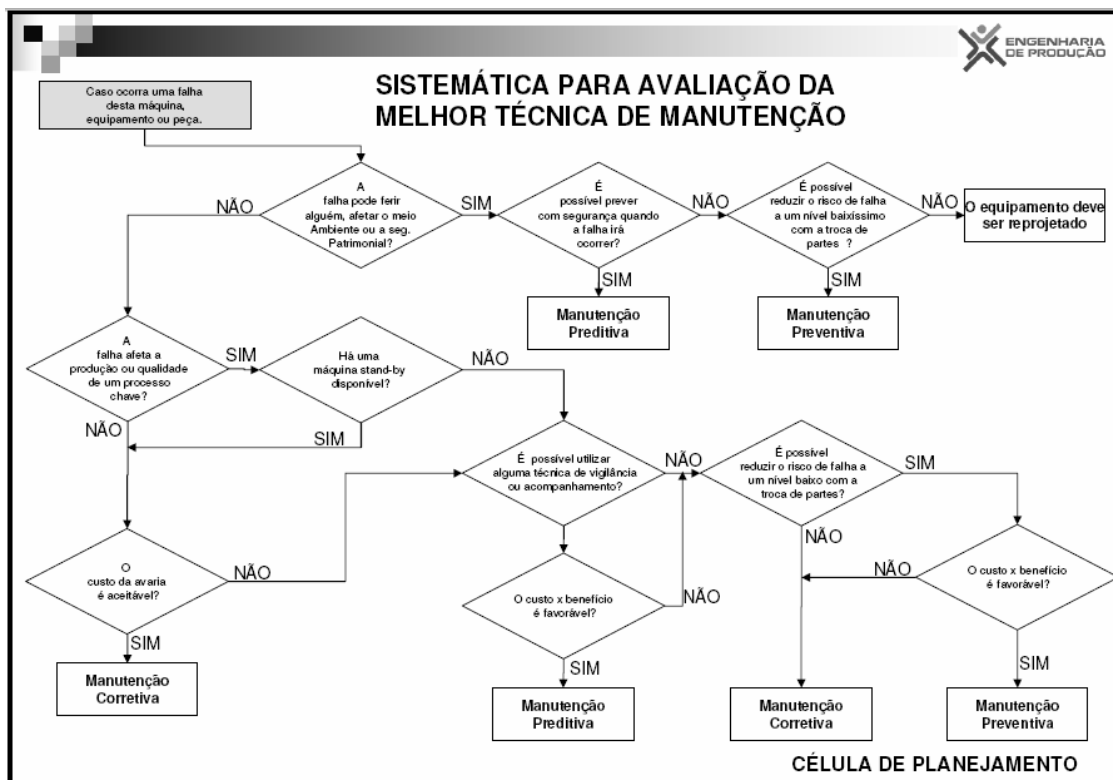 ENGENHARIA
DE PRODUÇÃO
SISTEMÁTICA PARA AVALIAÇÃO DA
MELHOR TÉCNICA DE MANUTENÇÃO
Caso ocorra uma falha
desta máquina,
equipamento ou peça.
A
falha pode ferir
alguém, afetar o meio
Ambiente ou a seg.
Patrimonial?
NÃO
SIM
É
possível prever
com segurança quando
a falha irá
ocorrer?
NÃO
SIM
É possível
reduzir o risco de falha
a um nível baixíssimo
com a troca de
partes ?
NÃO
SIM
O equipamento deve
ser reprojetado
Manutenção
Preditiva
Manutenção
Preventiva
A
falha afeta a
produção ou qualidade
de um processo
chave?
SIM
NÃO
Há uma
máquina stand-by
disponível?
NÃO
SIM
É possível utilizar
alguma técnica de vigilância
ou acompanhamento?
NÃO
É possível
reduzir o risco de falha a
um nível baixo com a
troca de partes?
SIM
NÃO
O
custo da avaria
é aceitável?
NÃO
SIM
O custo x benefício
é favorável?
NÃO
SIM
O custo x benefício
é favorável?
NÃO
SIM
Manutenção
Corretiva
Manutenção
Preditiva
Manutenção
Corretiva
Manutenção
Preventiva
CÉLULA DE PLANEJAMENTO